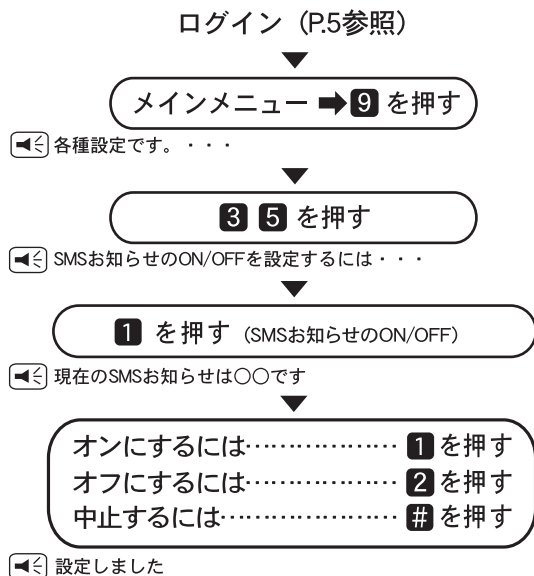 ログイン（P.5参照）
メインメニュー ➡ 9 を押す
各種設定です。・・・
3 5 を押す
SMSお知らせのON/OFFを設定するには・・・
1 を押す（SMSお知らせのON/OFF）
現在のSMSお知らせは○○です
オンにするには……………… 1 を押す
オフにするには……………… 2 を押す
中止するには………………… # を押す
設定しました